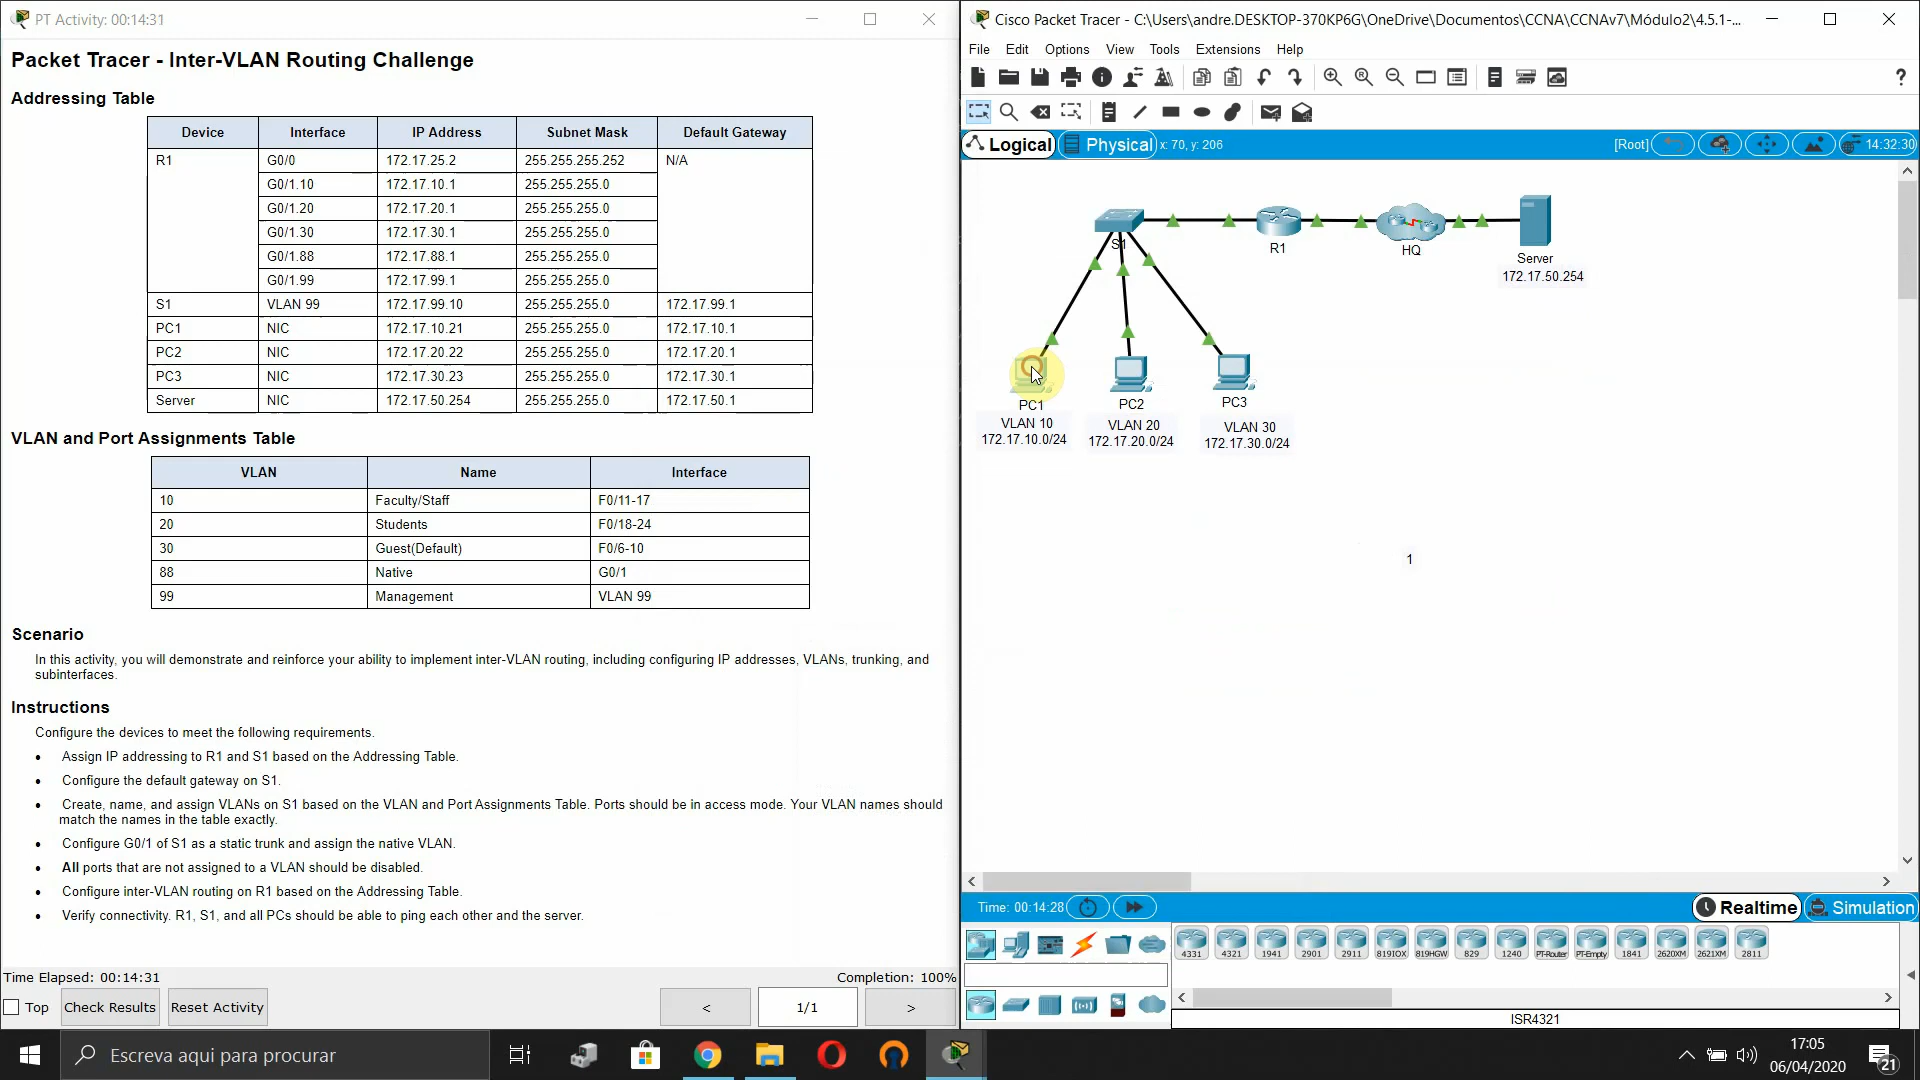 PT Activity: 00:14:31
Packet Tracer - Inter-VLAN Routing Challenge
Addressing Table
Device Interface IP Address Subnet Mask Default Gateway
R1 G0/0 172.17.25.2 255.255.255.252 N/A
G0/1.10 172.17.10.1 255.255.255.0
G0/1.20 172.17.20.1 255.255.255.0
G0/1.30 172.17.30.1 255.255.255.0
G0/1.88 172.17.88.1 255.255.255.0
G0/1.99 172.17.99.1 255.255.255.0
S1 VLAN 99 172.17.99.10 255.255.255.0 172.17.99.1
PC1 NIC 172.17.10.21 255.255.255.0 172.17.10.1
PC2 NIC 172.17.20.22 255.255.255.0 172.17.20.1
PC3 NIC 172.17.30.23 255.255.255.0 172.17.30.1
Server NIC 172.17.50.254 255.255.255.0 172.17.50.1
VLAN and Port Assignments Table
VLAN Name Interface
10 Faculty/Staff F0/11-17
20 Students F0/18-24
30 Guest(Default) F0/6-10
88 Native G0/1
99 Management VLAN 99
Scenario
In this activity, you will demonstrate and reinforce your ability to implement inter-VLAN routing, including configuring IP addresses, VLANs, trunking, and
subinterfaces.
Instructions
Configure the devices to meet the following requirements.
• Assign IP addressing to R1 and S1 based on the Addressing Table.
• Configure the default gateway on S1.
• Create, name, and assign VLANs on S1 based on the VLAN and Port Assignments Table. Ports should be in access mode. Your VLAN names should
match the names in the table exactly.
• Configure G0/1 of S1 as a static trunk and assign the native VLAN.
• All ports that are not assigned to a VLAN should be disabled.
• Configure inter-VLAN routing on R1 based on the Addressing Table.
• Verify connectivity. R1, S1, and all PCs should be able to ping each other and the server.
Time Elapsed: 00:14:31 Completion: 100%
Top Check Results Reset Activity < 1/1 >
Cisco Packet Tracer - C:\Users\andre.DESKTOP-370KP6G\OneDrive\Documentos\CCNA\CCNAv7\Módulo2\4.5.1-...
File Edit Options View Tools Extensions Help
?
Logical Physical x: 70, y: 206 [Root] 14:32:30
S1
R1
HQ
Server
172.17.50.254
PC1
VLAN 10
172.17.10.0/24
PC2
VLAN 20
172.17.20.0/24
PC3
VLAN 30
172.17.30.0/24
1
Time: 00:14:28 Realtime Simulation
4331 4321 1941 2901 2911 819IOX 819HGW 829 1240 PT-Router PT-Empty 1841 2620XM 2621XM 2811
ISR4321
Escreva aqui para procurar
17:05
06/04/2020
21